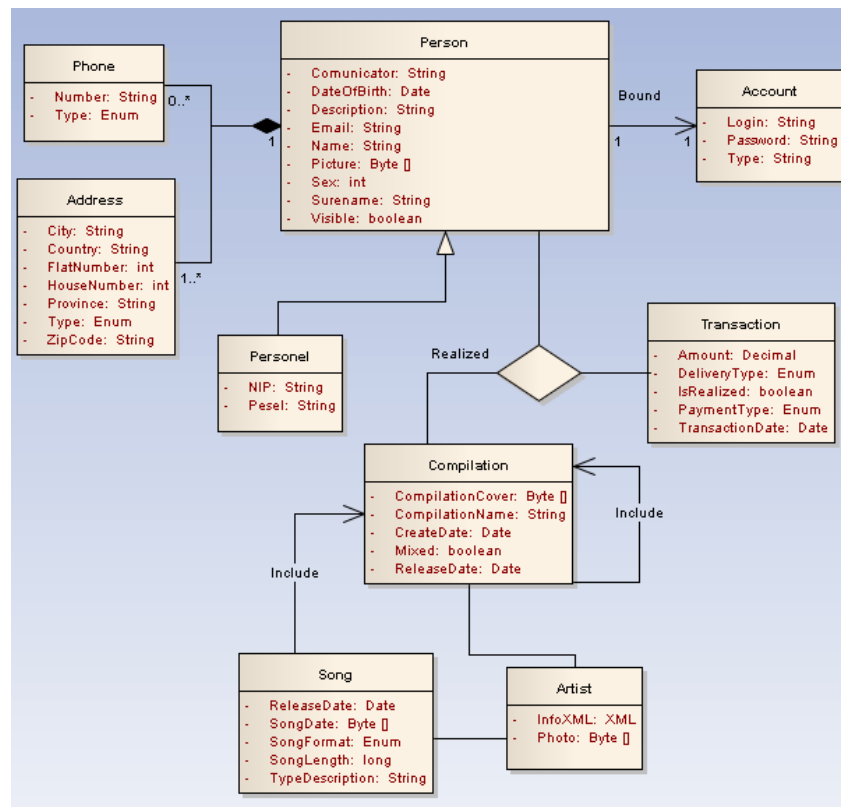 Person
- Comunicator: String
- DateOfBirth: Date
- Description: String
- Email: String
- Name: String
- Picture: Byte []
- Sex: int
- Surename: String
- Visible: boolean
Phone
- Number: String
- Type: Enum
0..*
1
Bound
1
1
Account
- Login: String
- Password: String
- Type: String
Address
- City: String
- Country: String
- FlatNumber: int
- HouseNumber: int
- Province: String
- Type: Enum
- ZipCode: String
1..*
Personel
- NIP: String
- Pesel: String
Realized
Transaction
- Amount: Decimal
- DeliveryType: Enum
- IsRealized: boolean
- PaymentType: Enum
- TransactionDate: Date
Compilation
- CompilationCover: Byte []
- CompilationName: String
- CreateDate: Date
- Mixed: boolean
- ReleaseDate: Date
Include
Include
Song
- ReleaseDate: Date
- SongDate: Byte []
- SongFormat: Enum
- SongLength: long
- TypeDescription: String
Artist
- InfoXML: XML
- Photo: Byte []